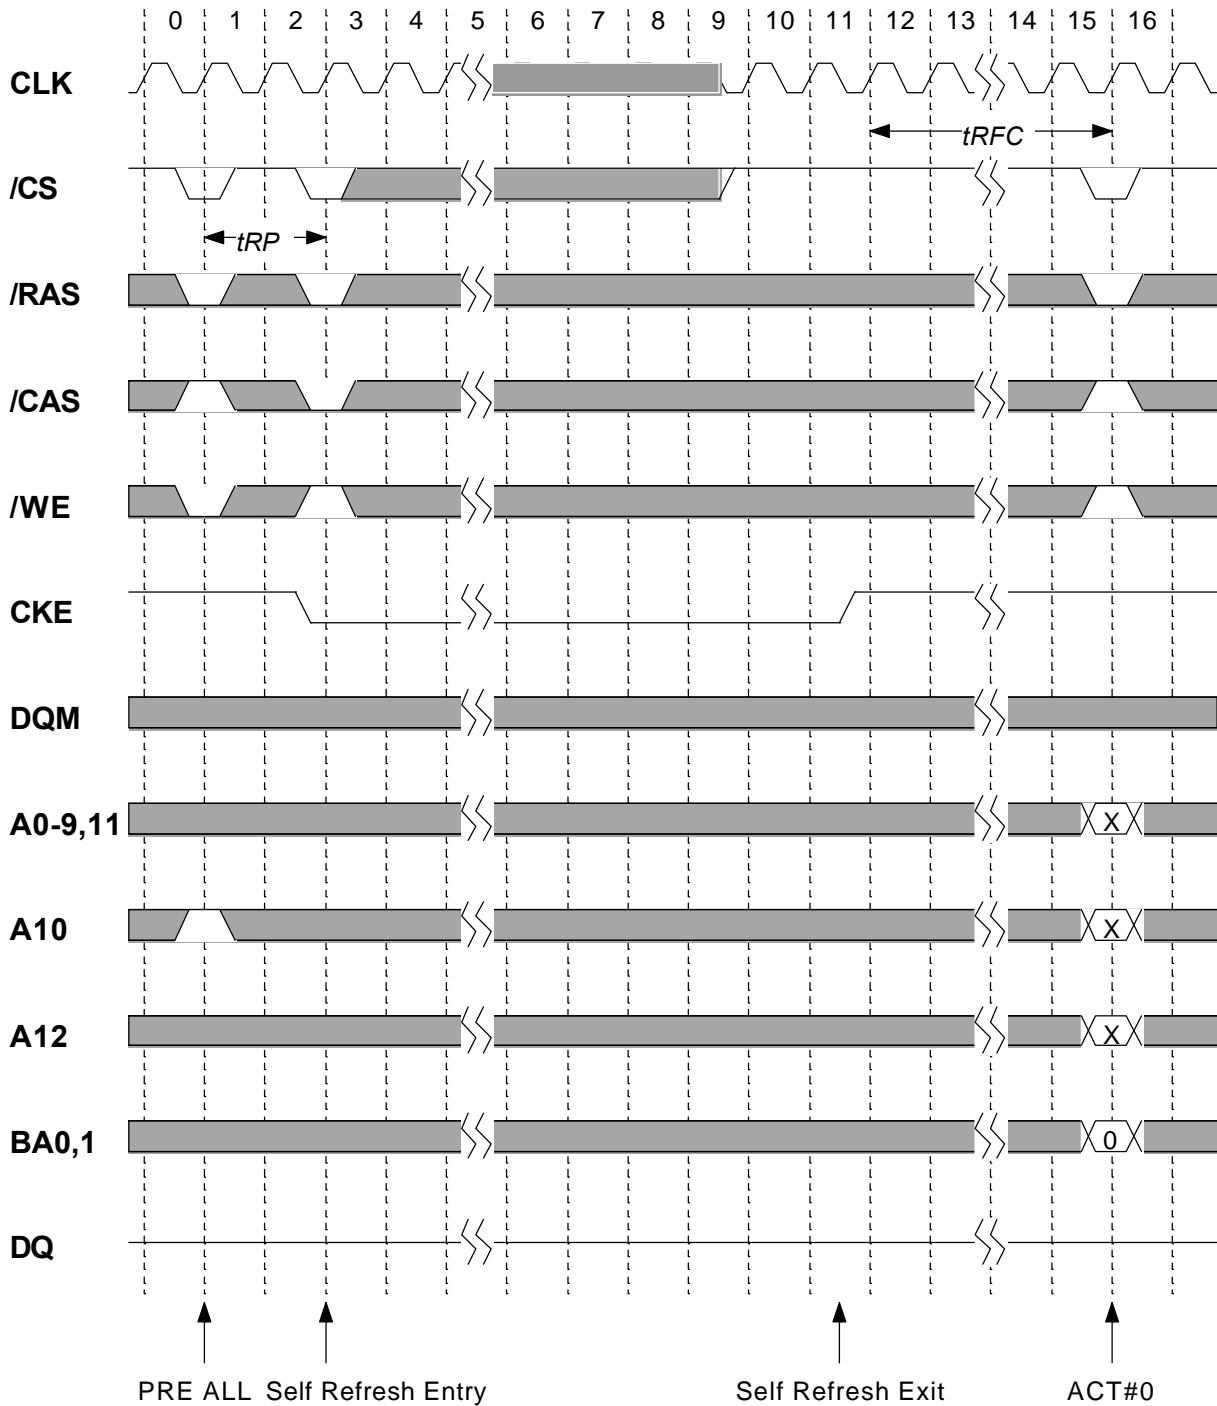 0 1 2 3 4 5 6 7 8 9 10 11 12 13 14 15 16
CLK
tRFC
/CS
tRP
/RAS
/CAS
/WE
CKE
DQM
A0-9,11 X
A10 X
A12 X
BA0,1 0
DQ
PRE ALL Self Refresh Entry Self Refresh Exit ACT#0